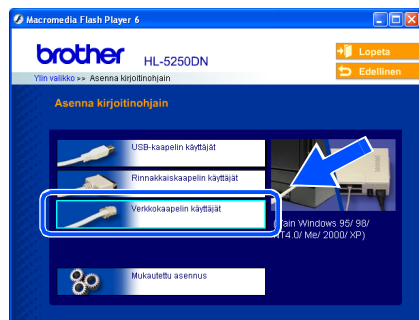 Macromedia Flash Player 6
brother
HL-5250DN
Lopeta
Edellinen
Ylin valikko >> Asenna kirjoitinohjain
Asenna kirjoitinohjain
USB-kaapelin käyttäjät
Rinnakkaiskaapelin käyttäjät
Verkkokaapelin käyttäjät
(Vain Windows 95/ 98/
NT4.0/ Me/ 2000/ XP)
Mukautettu asennus